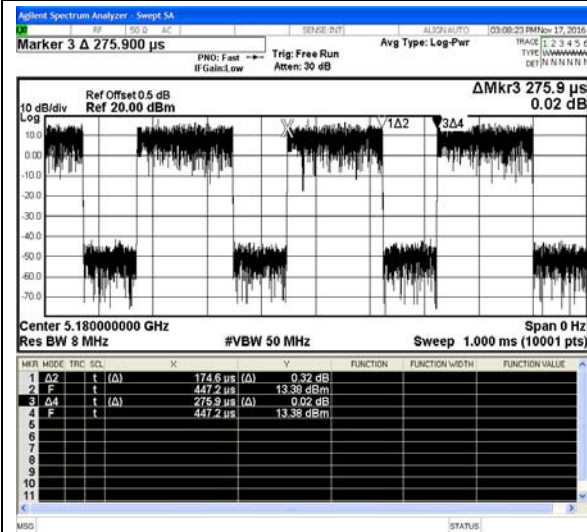 Agilent Spectrum Analyzer - Swept SA
RF 50 Ω AC SENSE:INT ALIGN AUTO 03:08:23 PM Nov 17, 2016
Marker 3 Δ 275.900 µs
PNO: Fast
IFGain:Low
Trig: Free Run
Atten: 30 dB
Avg Type: Log-Pwr
TRACE 1 2 3 4 5 6
TYPE
DET N N N N N N
ΔMkr3 275.9 µs
0.02 dB
Ref Offset 0.5 dB
10 dB/div Ref 20.00 dBm
Log
1Δ2 3Δ4
10.0
0.00
-10.0
-20.0
-30.0
-40.0
-50.0
-60.0
-70.0
Center 5.180000000 GHz Span 0 Hz
Res BW 8 MHz #VBW 50 MHz Sweep 1.000 ms (10001 pts)
MKR MODE TRC SCL X Y FUNCTION FUNCTION WIDTH FUNCTION VALUE
1 Δ2 t (Δ) 174.6 µs (Δ) 0.32 dB
2 F t 447.2 µs 13.38 dBm
3 Δ4 t (Δ) 275.9 µs (Δ) 0.02 dB
4 F t 447.2 µs 13.38 dBm
5
6
7
8
9
10
11
MSG STATUS